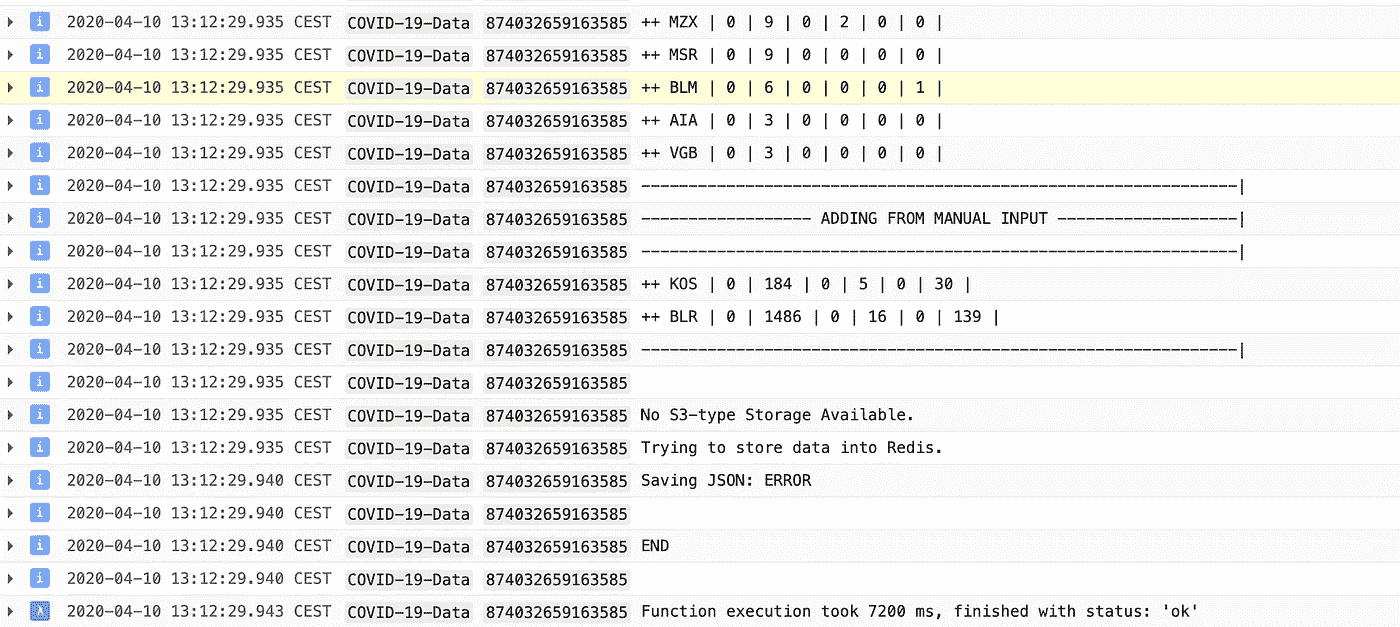 2020-04-10 13:12:29.935 CEST COVID-19-Data 874032659163585 ++ MZX | 0 | 9 | 0 | 2 | 0 | 0 |
2020-04-10 13:12:29.935 CEST COVID-19-Data 874032659163585 ++ MSR | 0 | 9 | 0 | 0 | 0 | 0 |
2020-04-10 13:12:29.935 CEST COVID-19-Data 874032659163585 ++ BLM | 0 | 6 | 0 | 0 | 0 | 1 |
2020-04-10 13:12:29.935 CEST COVID-19-Data 874032659163585 ++ AIA | 0 | 3 | 0 | 0 | 0 | 0 |
2020-04-10 13:12:29.935 CEST COVID-19-Data 874032659163585 ++ VGB | 0 | 3 | 0 | 0 | 0 | 0 |
2020-04-10 13:12:29.935 CEST COVID-19-Data 874032659163585 ---------------------------------------------------------------|
2020-04-10 13:12:29.935 CEST COVID-19-Data 874032659163585 ------------------ ADDING FROM MANUAL INPUT -------------------|
2020-04-10 13:12:29.935 CEST COVID-19-Data 874032659163585 ---------------------------------------------------------------|
2020-04-10 13:12:29.935 CEST COVID-19-Data 874032659163585 ++ KOS | 0 | 184 | 0 | 5 | 0 | 30 |
2020-04-10 13:12:29.935 CEST COVID-19-Data 874032659163585 ++ BLR | 0 | 1486 | 0 | 16 | 0 | 139 |
2020-04-10 13:12:29.935 CEST COVID-19-Data 874032659163585 ---------------------------------------------------------------|
2020-04-10 13:12:29.935 CEST COVID-19-Data 874032659163585
2020-04-10 13:12:29.935 CEST COVID-19-Data 874032659163585 No S3-type Storage Available.
2020-04-10 13:12:29.935 CEST COVID-19-Data 874032659163585 Trying to store data into Redis.
2020-04-10 13:12:29.940 CEST COVID-19-Data 874032659163585 Saving JSON: ERROR
2020-04-10 13:12:29.940 CEST COVID-19-Data 874032659163585
2020-04-10 13:12:29.940 CEST COVID-19-Data 874032659163585 END
2020-04-10 13:12:29.940 CEST COVID-19-Data 874032659163585
2020-04-10 13:12:29.943 CEST COVID-19-Data 874032659163585 Function execution took 7200 ms, finished with status: 'ok'